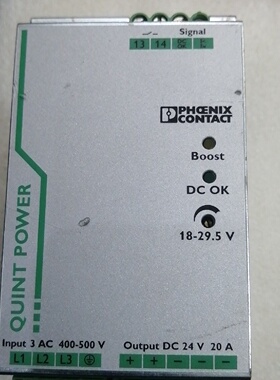 Signal
13 14
PHŒNIX
CONTACT
Boost
DC OK
18-29.5 V
QUINT POWER
Input 3 AC 400-500 V
Output DC 24 V 20 A
L1 L2 L3
+ + − − −